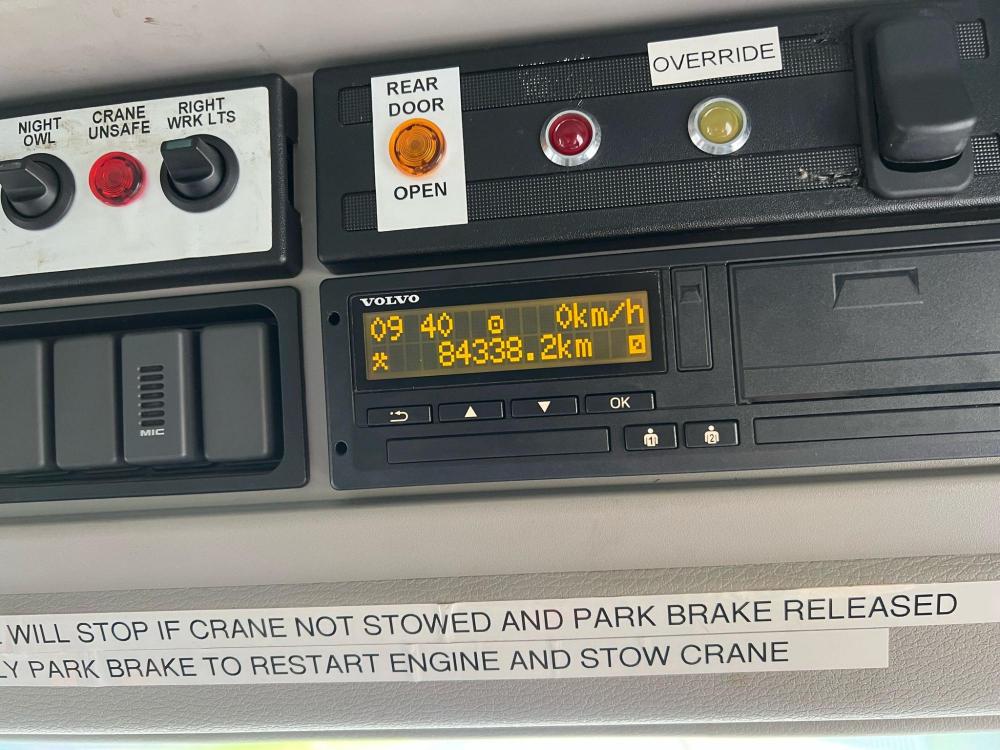 NIGHT
OWL
CRANE
UNSAFE
RIGHT
WRK LTS
REAR
DOOR
OPEN
OVERRIDE
VOLVO
09 40 0km/h
84338.2km
MIC
OK
1 2
WILL STOP IF CRANE NOT STOWED AND PARK BRAKE RELEASED
LY PARK BRAKE TO RESTART ENGINE AND STOW CRANE